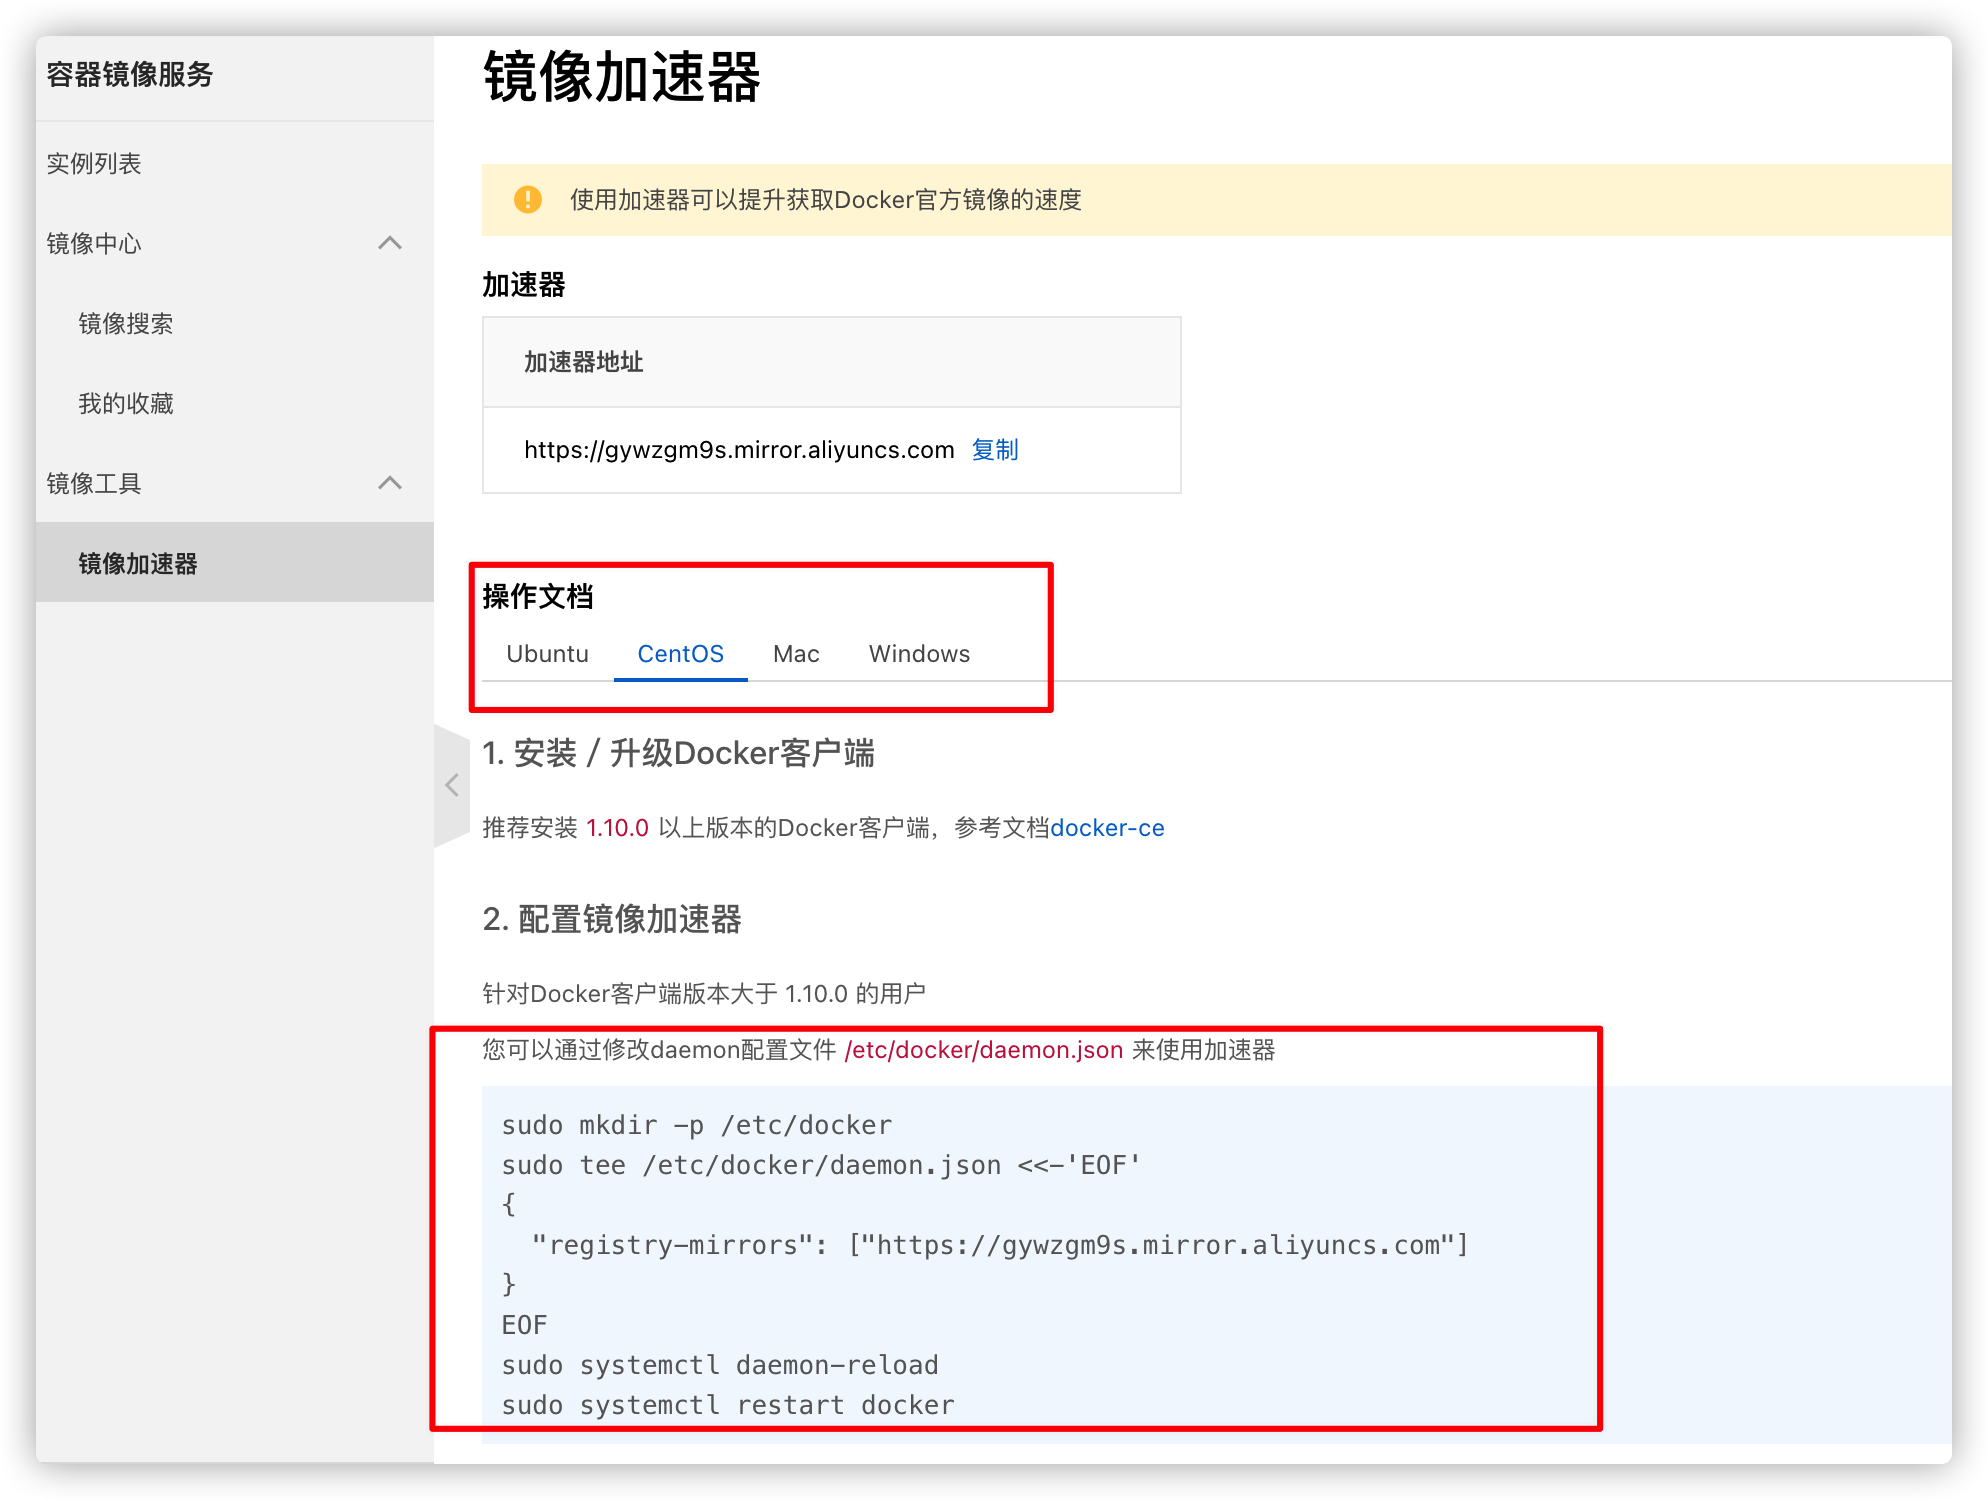 容器镜像服务
实例列表
镜像中心
镜像搜索
我的收藏
镜像工具
镜像加速器
镜像加速器
使用加速器可以提升获取Docker官方镜像的速度
加速器
加速器地址
https://gywzgm9s.mirror.aliyuncs.com 复制
操作文档
Ubuntu CentOS Mac Windows
1. 安装 / 升级Docker客户端
推荐安装 1.10.0 以上版本的Docker客户端，参考文档docker-ce
2. 配置镜像加速器
针对Docker客户端版本大于 1.10.0 的用户
您可以通过修改daemon配置文件 /etc/docker/daemon.json 来使用加速器
sudo mkdir -p /etc/docker
sudo tee /etc/docker/daemon.json <<-'EOF'
{
  "registry-mirrors": ["https://gywzgm9s.mirror.aliyuncs.com"]
}
EOF
sudo systemctl daemon-reload
sudo systemctl restart docker